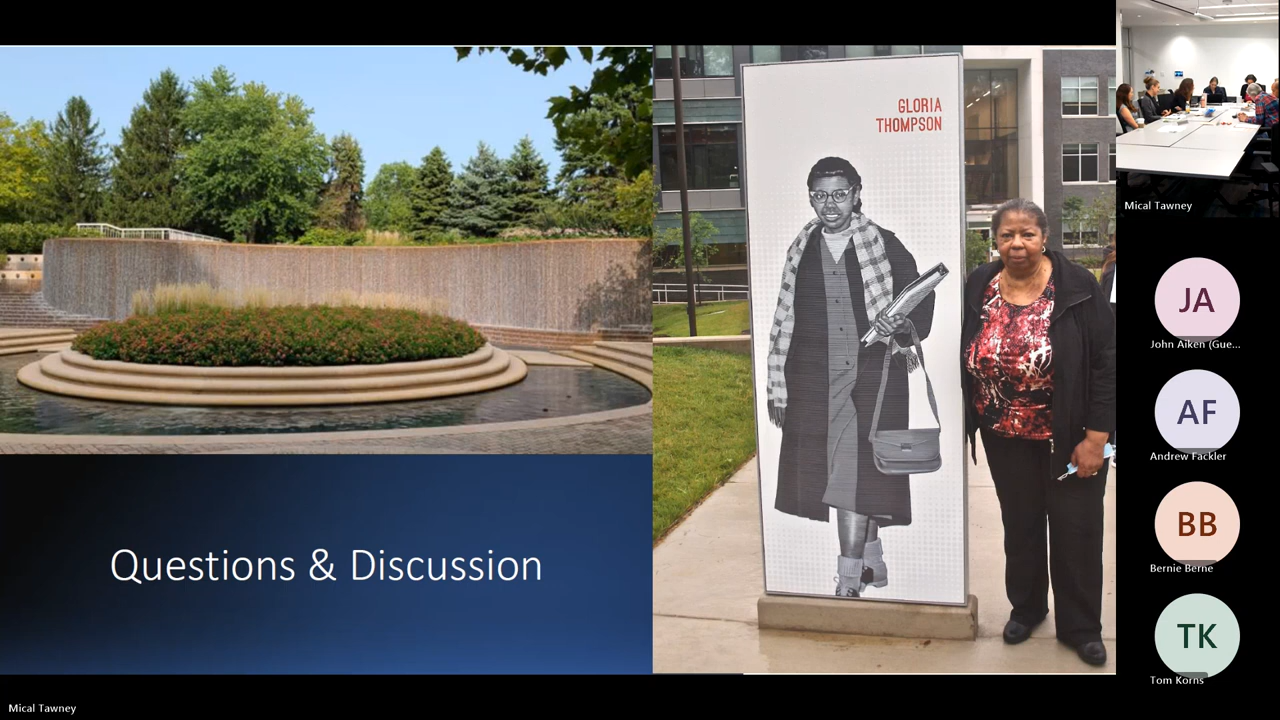 GLORIA
THOMPSON
Questions & Discussion
Mical Tawney
Mical Tawney
JA
John Aiken (Gue...
AF
Andrew Fackler
BB
Bernie Berne
TK
Tom Korns